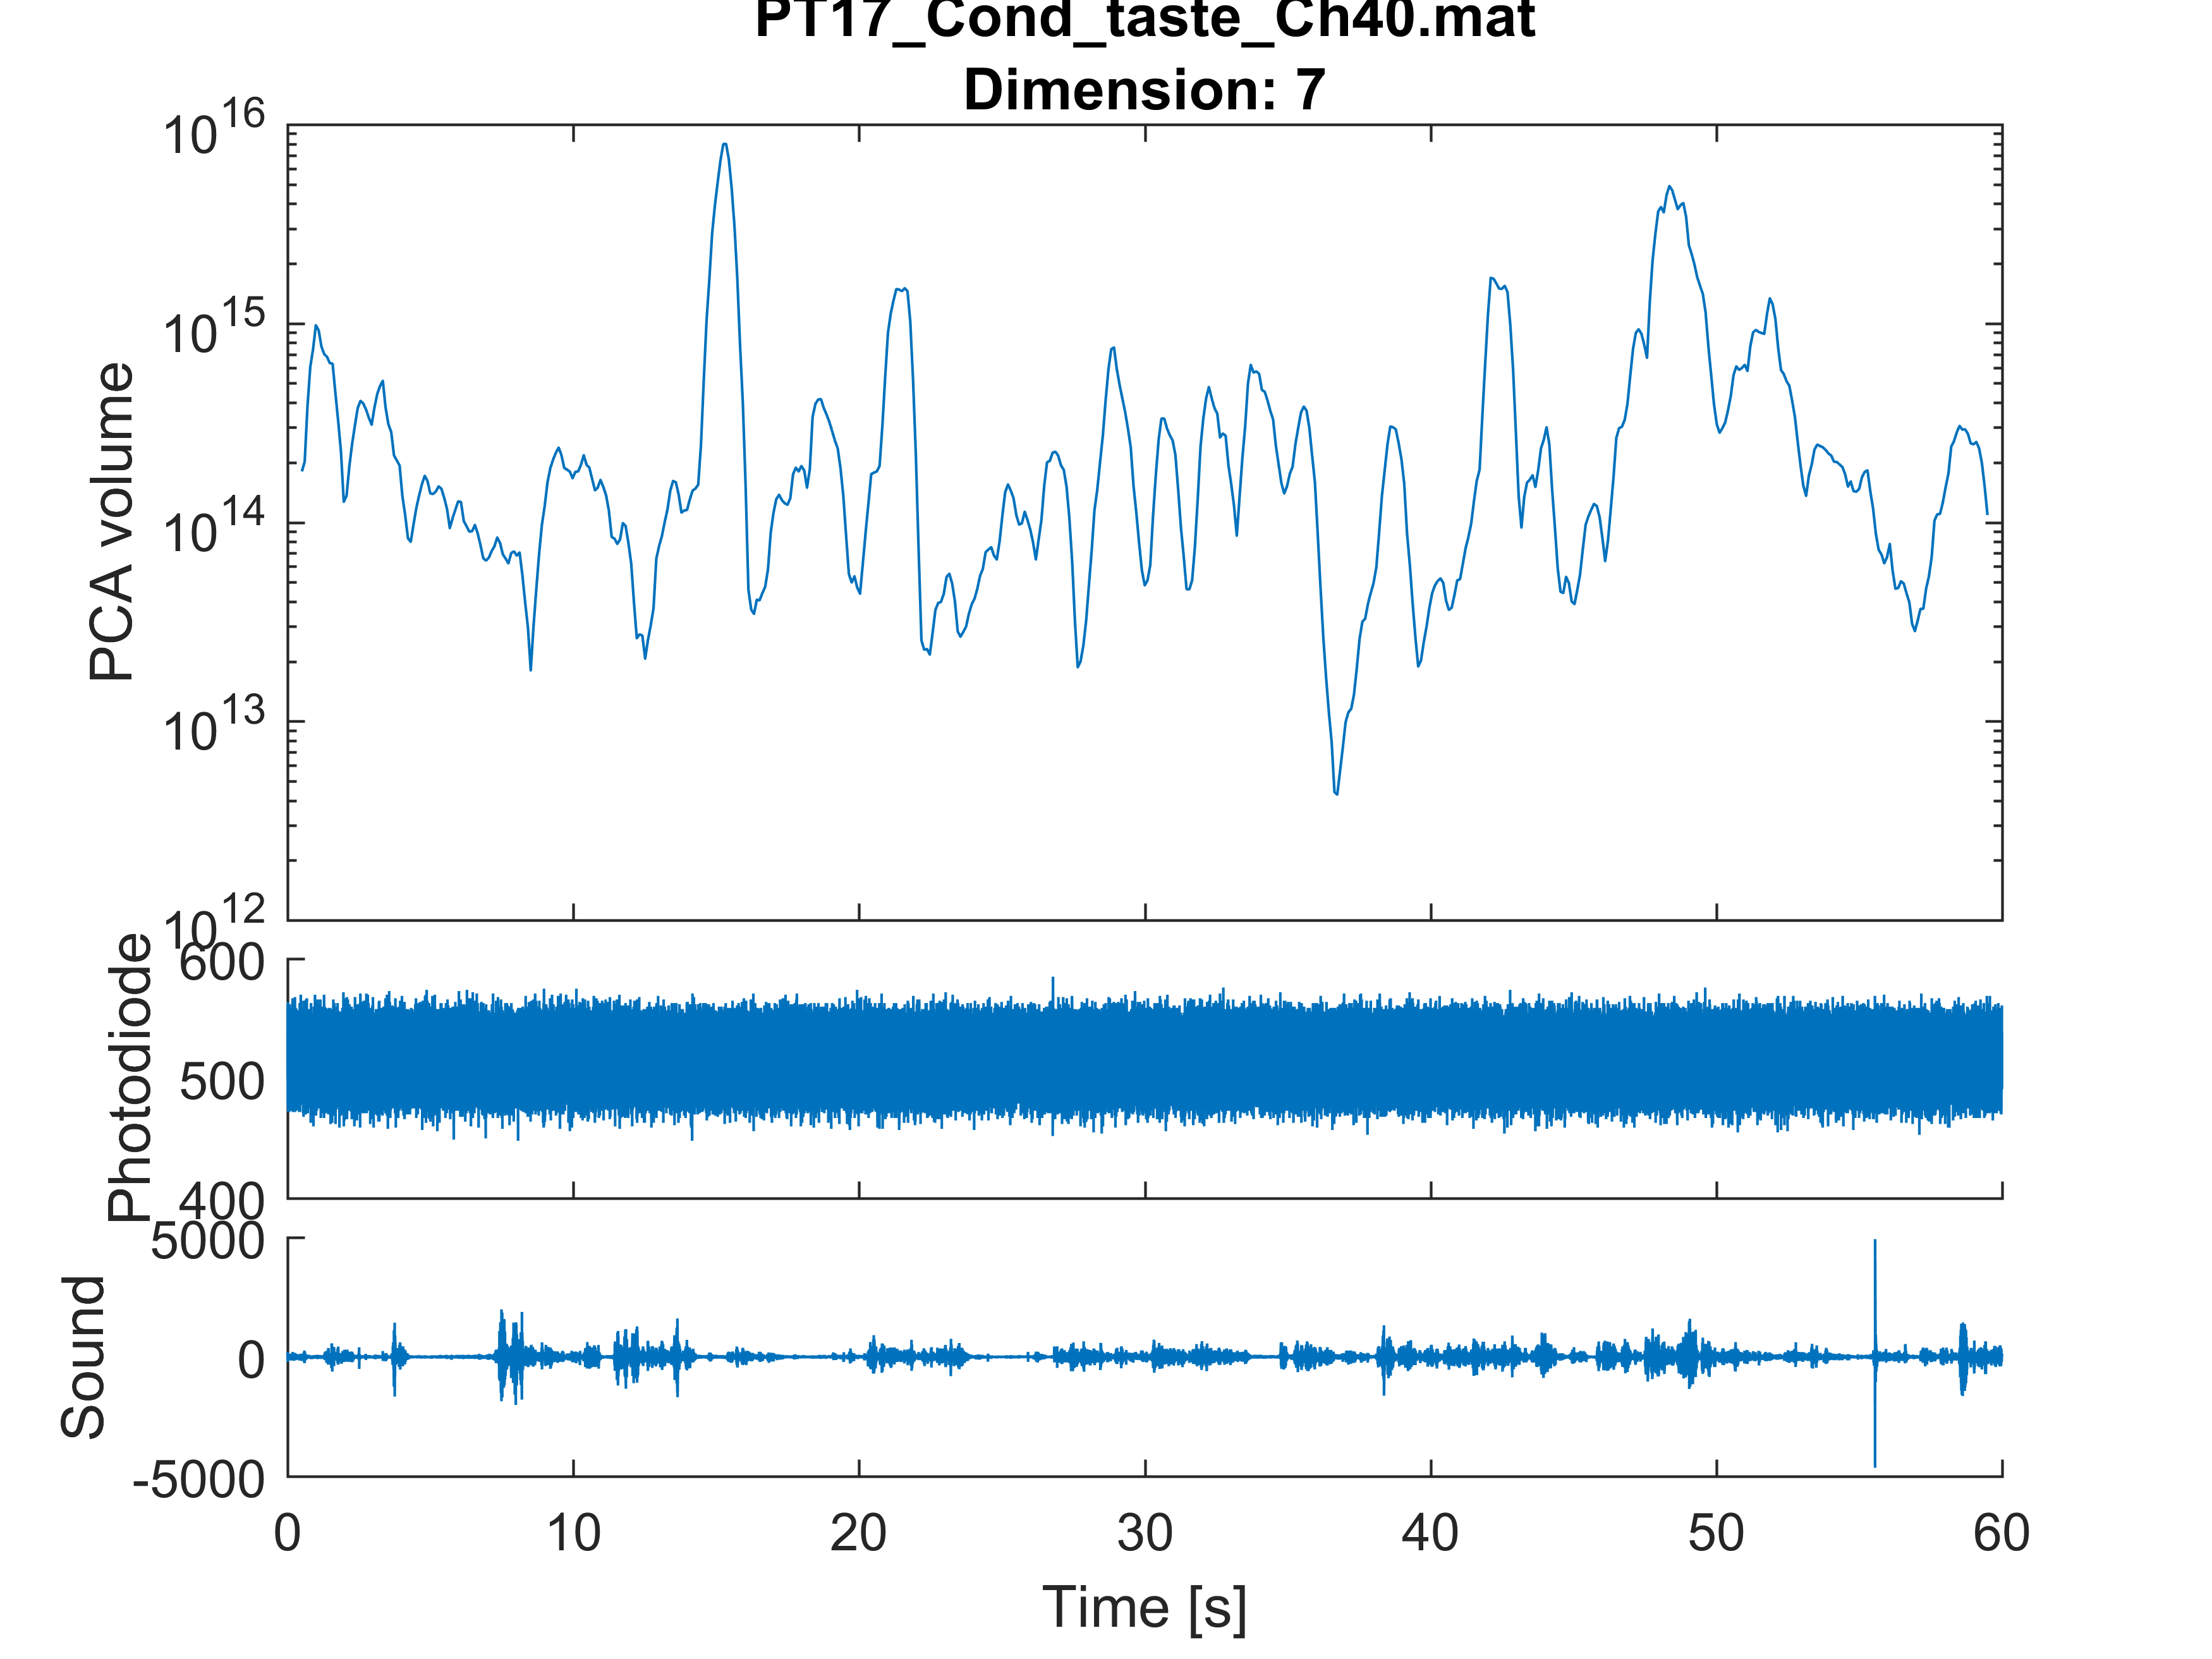 PT17_Cond_taste_Ch40.mat
Dimension: 7
PCA volume
10^16
10^15
10^14
10^13
10^12
Photodiode
600
500
400
Sound
5000
0
-5000
0 10 20 30 40 50 60
Time [s]